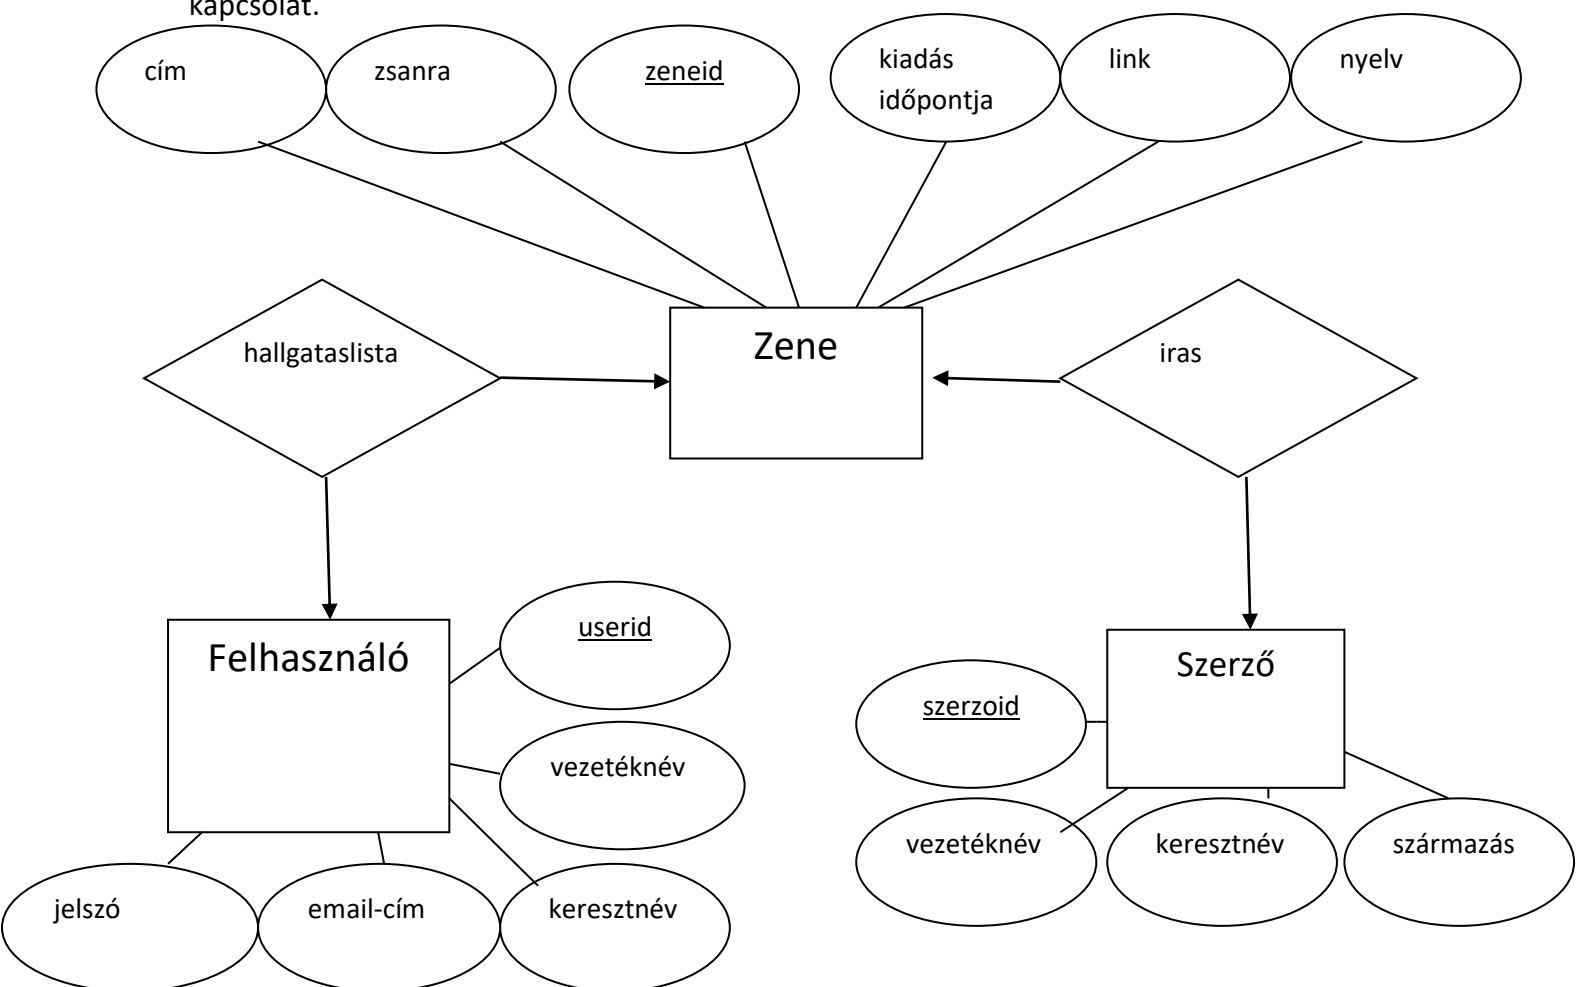 kapcsolat.
cím
zsanra
zeneid
kiadás
időpontja
link
nyelv
hallgataslista
Zene
iras
Felhasználó
userid
vezetéknév
jelszó
email-cím
keresztnév
Szerző
szerzoid
vezetéknév
keresztnév
származás